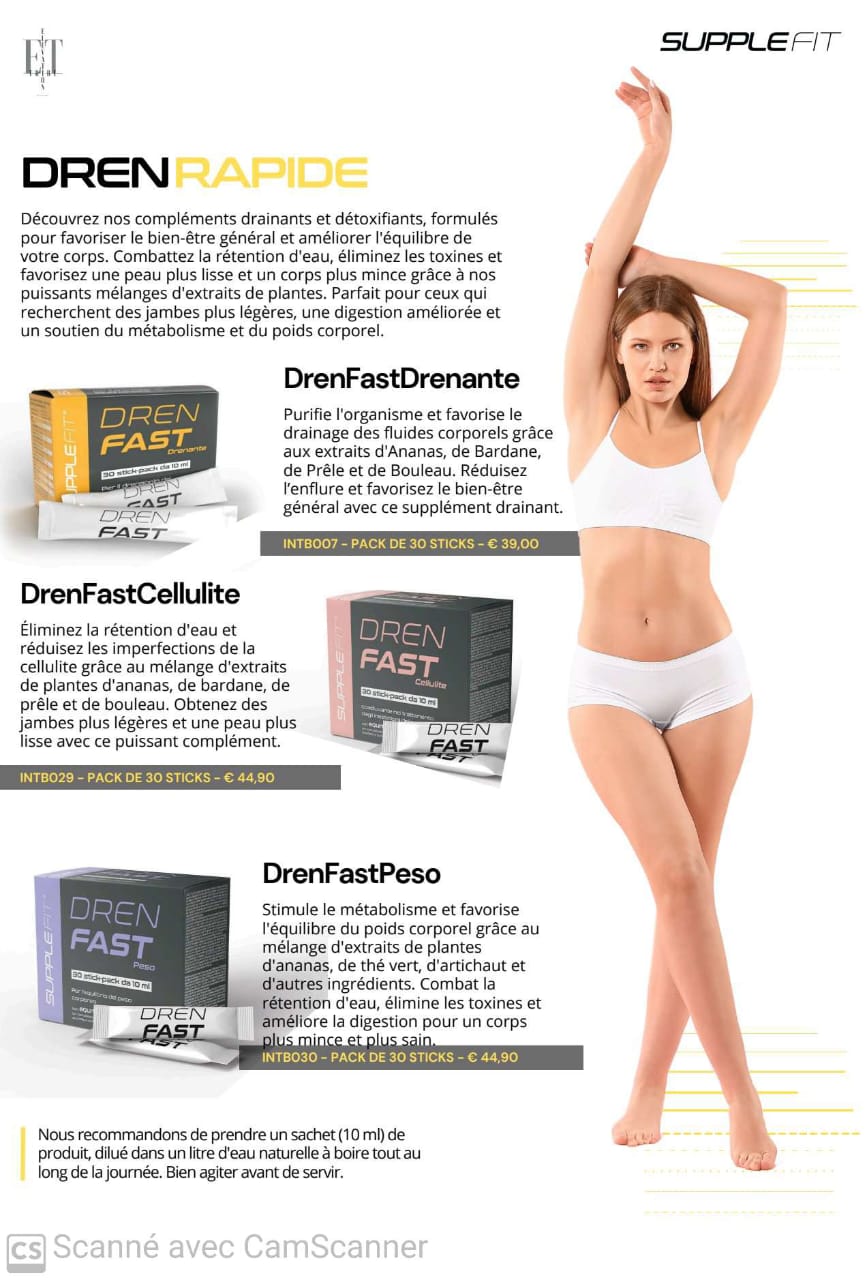 SUPPLEFIT
DRENRAPIDE
Découvrez nos compléments drainants et détoxifiants, formulés
pour favoriser le bien-être général et améliorer l'équilibre de
votre corps. Combattez la rétention d'eau, éliminez les toxines et
favorisez une peau plus lisse et un corps plus mince grâce à nos
puissants mélanges d'extraits de plantes. Parfait pour ceux qui
recherchent des jambes plus légères, une digestion améliorée et
un soutien du métabolisme et du poids corporel.
DrenFastDrenante
Purifie l'organisme et favorise le
drainage des fluides corporels grâce
aux extraits d'Ananas, de Bardane,
de Prêle et de Bouleau. Réduisez
l’enflure et favorisez le bien-être
général avec ce supplément drainant.
INTB007 - PACK DE 30 STICKS - € 39,00
DREN
FAST
Drenante
30 stick-pack da 10 ml
DREN
FAST
DREN
FAST
DrenFastCellulite
Éliminez la rétention d'eau et
réduisez les imperfections de la
cellulite grâce au mélange d'extraits
de plantes d'ananas, de bardane, de
prêle et de bouleau. Obtenez des
jambes plus légères et une peau plus
lisse avec ce puissant complément.
INTB029 - PACK DE 30 STICKS - € 44,90
SUPPLEFIT
DREN
FAST
Cellulite
30 stick-pack da 10 ml
DREN
FAST
FAST
DrenFastPeso
Stimule le métabolisme et favorise
l'équilibre du poids corporel grâce au
mélange d'extraits de plantes
d'ananas, de thé vert, d'artichaut et
d'autres ingrédients. Combat la
rétention d'eau, élimine les toxines et
améliore la digestion pour un corps
plus mince et plus sain.
INTB030 - PACK DE 30 STICKS - € 44,90
SUPPLEFIT
DREN
FAST
Peso
30 stick-pack da 10 ml
Per l'equilibrio del peso
corporeo
DREN
FAST
FAST
Nous recommandons de prendre un sachet (10 ml) de
produit, dilué dans un litre d'eau naturelle à boire tout au
long de la journée. Bien agiter avant de servir.
CS Scanné avec CamScanner